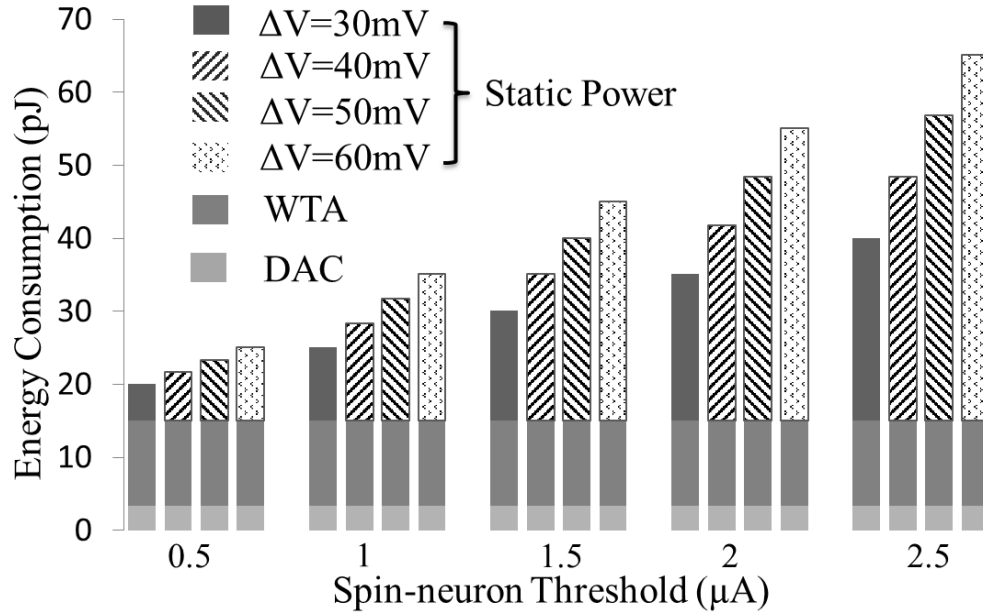 70
60
50
40
30
20
10
0
Energy Consumption (pJ)
ΔV=30mV
ΔV=40mV
ΔV=50mV
ΔV=60mV
Static Power
WTA
DAC
0.5
1
1.5
2
2.5
Spin-neuron Threshold (μA)